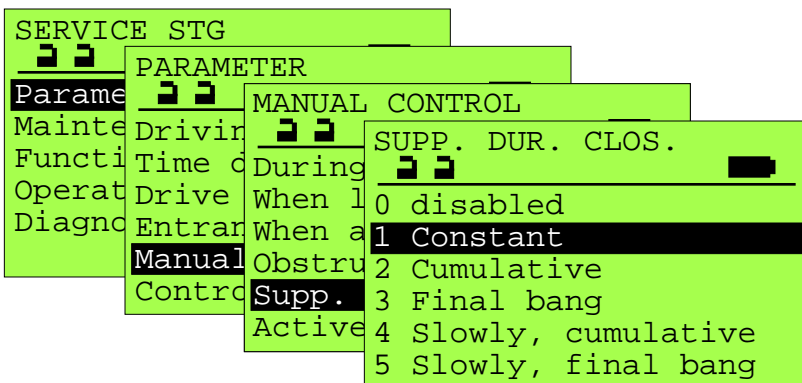 SERVICE STG
Parame
Mainte
Functi
Operat
Diagno
PARAMETER
Drivin
Time d
Drive
Entran
Manual
Contro
MANUAL CONTROL
During
When l
When a
Obstru
Supp.
Active
SUPP. DUR. CLOS.
0 disabled
1 Constant
2 Cumulative
3 Final bang
4 Slowly, cumulative
5 Slowly, final bang